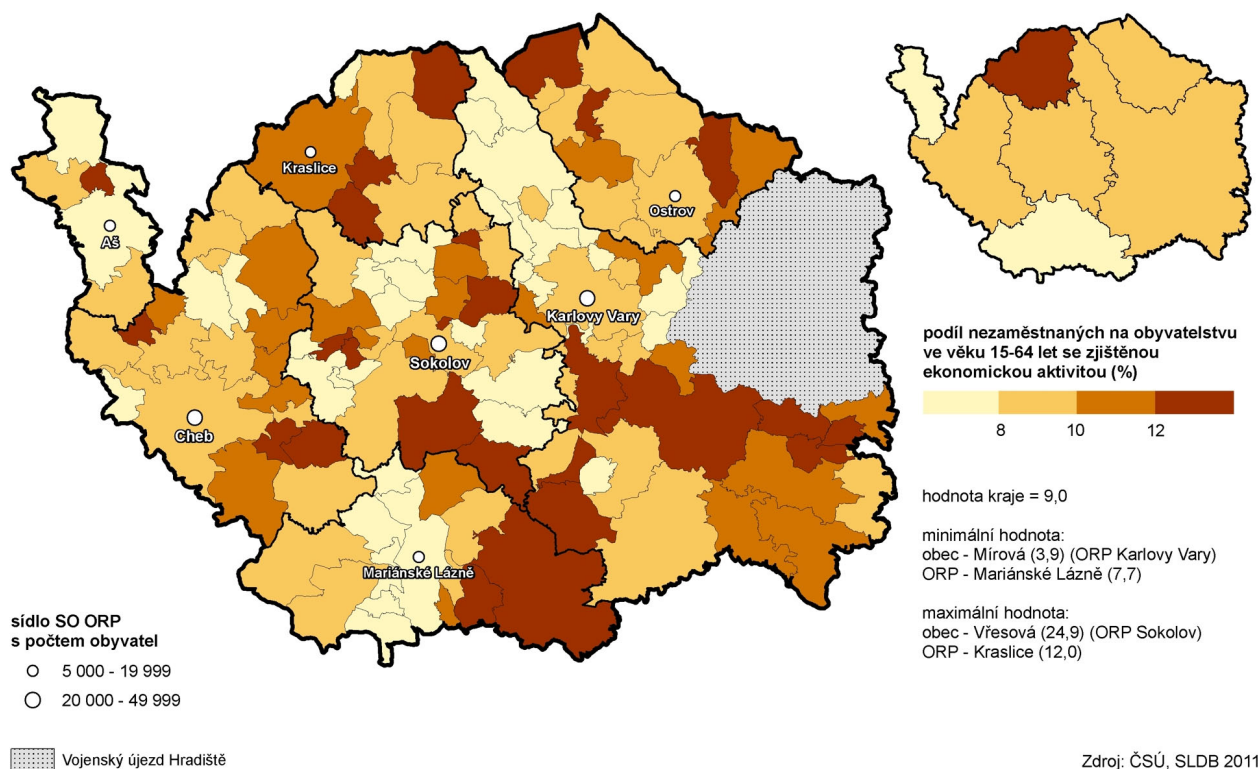 Kraslice
Aš
Ostrov
Karlovy Vary
Sokolov
Cheb
Mariánské Lázně
podíl nezaměstnaných na obyvatelstvu
ve věku 15-64 let se zjištěnou
ekonomickou aktivitou (%)
8 10 12
hodnota kraje = 9,0
minimální hodnota:
obec - Mírová (3,9) (ORP Karlovy Vary)
ORP - Mariánské Lázně (7,7)
maximální hodnota:
obec - Vřesová (24,9) (ORP Sokolov)
ORP - Kraslice (12,0)
sídlo SO ORP
s počtem obyvatel
5 000 - 19 999
20 000 - 49 999
Vojenský újezd Hradiště
Zdroj: ČSÚ, SLDB 2011